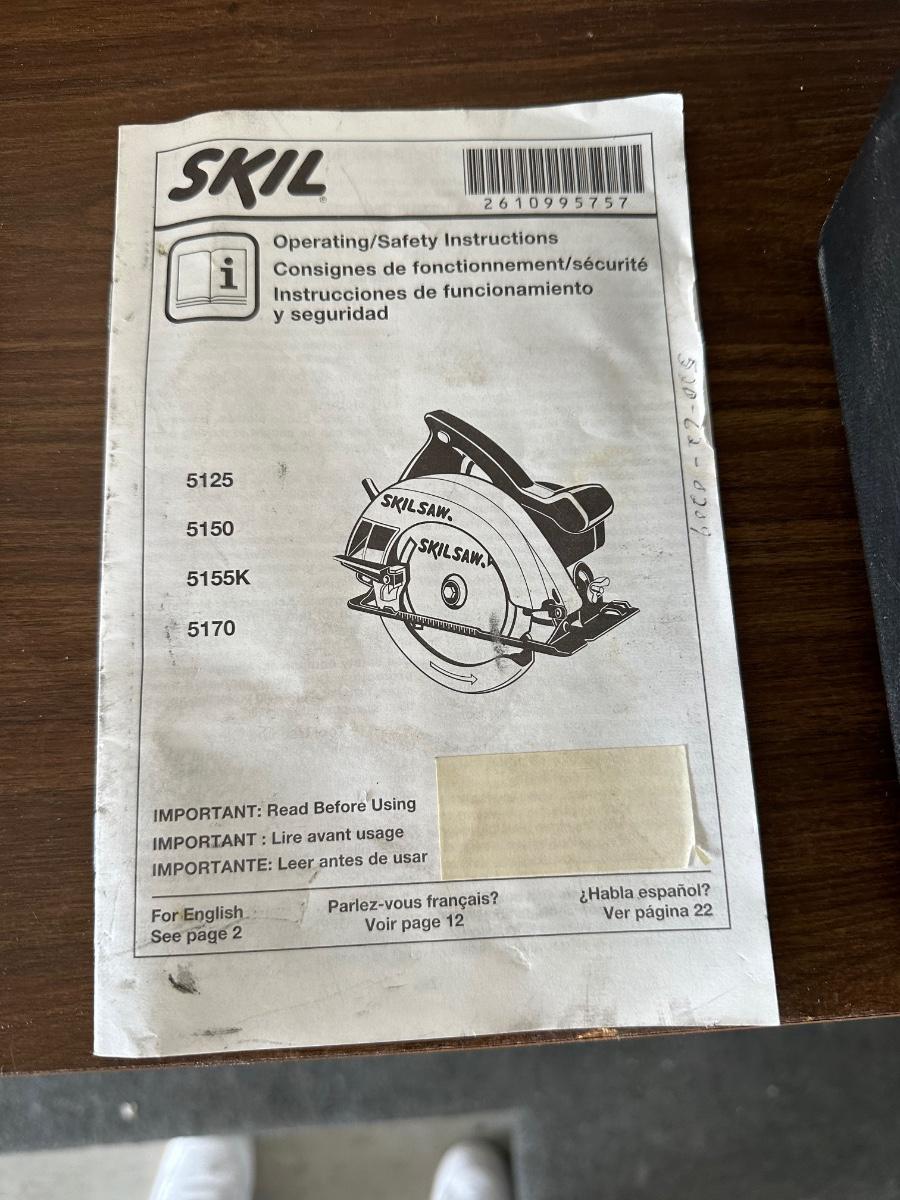 SKIL®
2610995757
Operating/Safety Instructions
Consignes de fonctionnement/sécurité
Instrucciones de funcionamiento
y seguridad
5125
5150
5155K
5170
SKILSAW.
SKILSAW.
IMPORTANT: Read Before Using
IMPORTANT : Lire avant usage
IMPORTANTE: Leer antes de usar
For English
See page 2
Parlez-vous français?
Voir page 12
¿Habla español?
Ver página 22